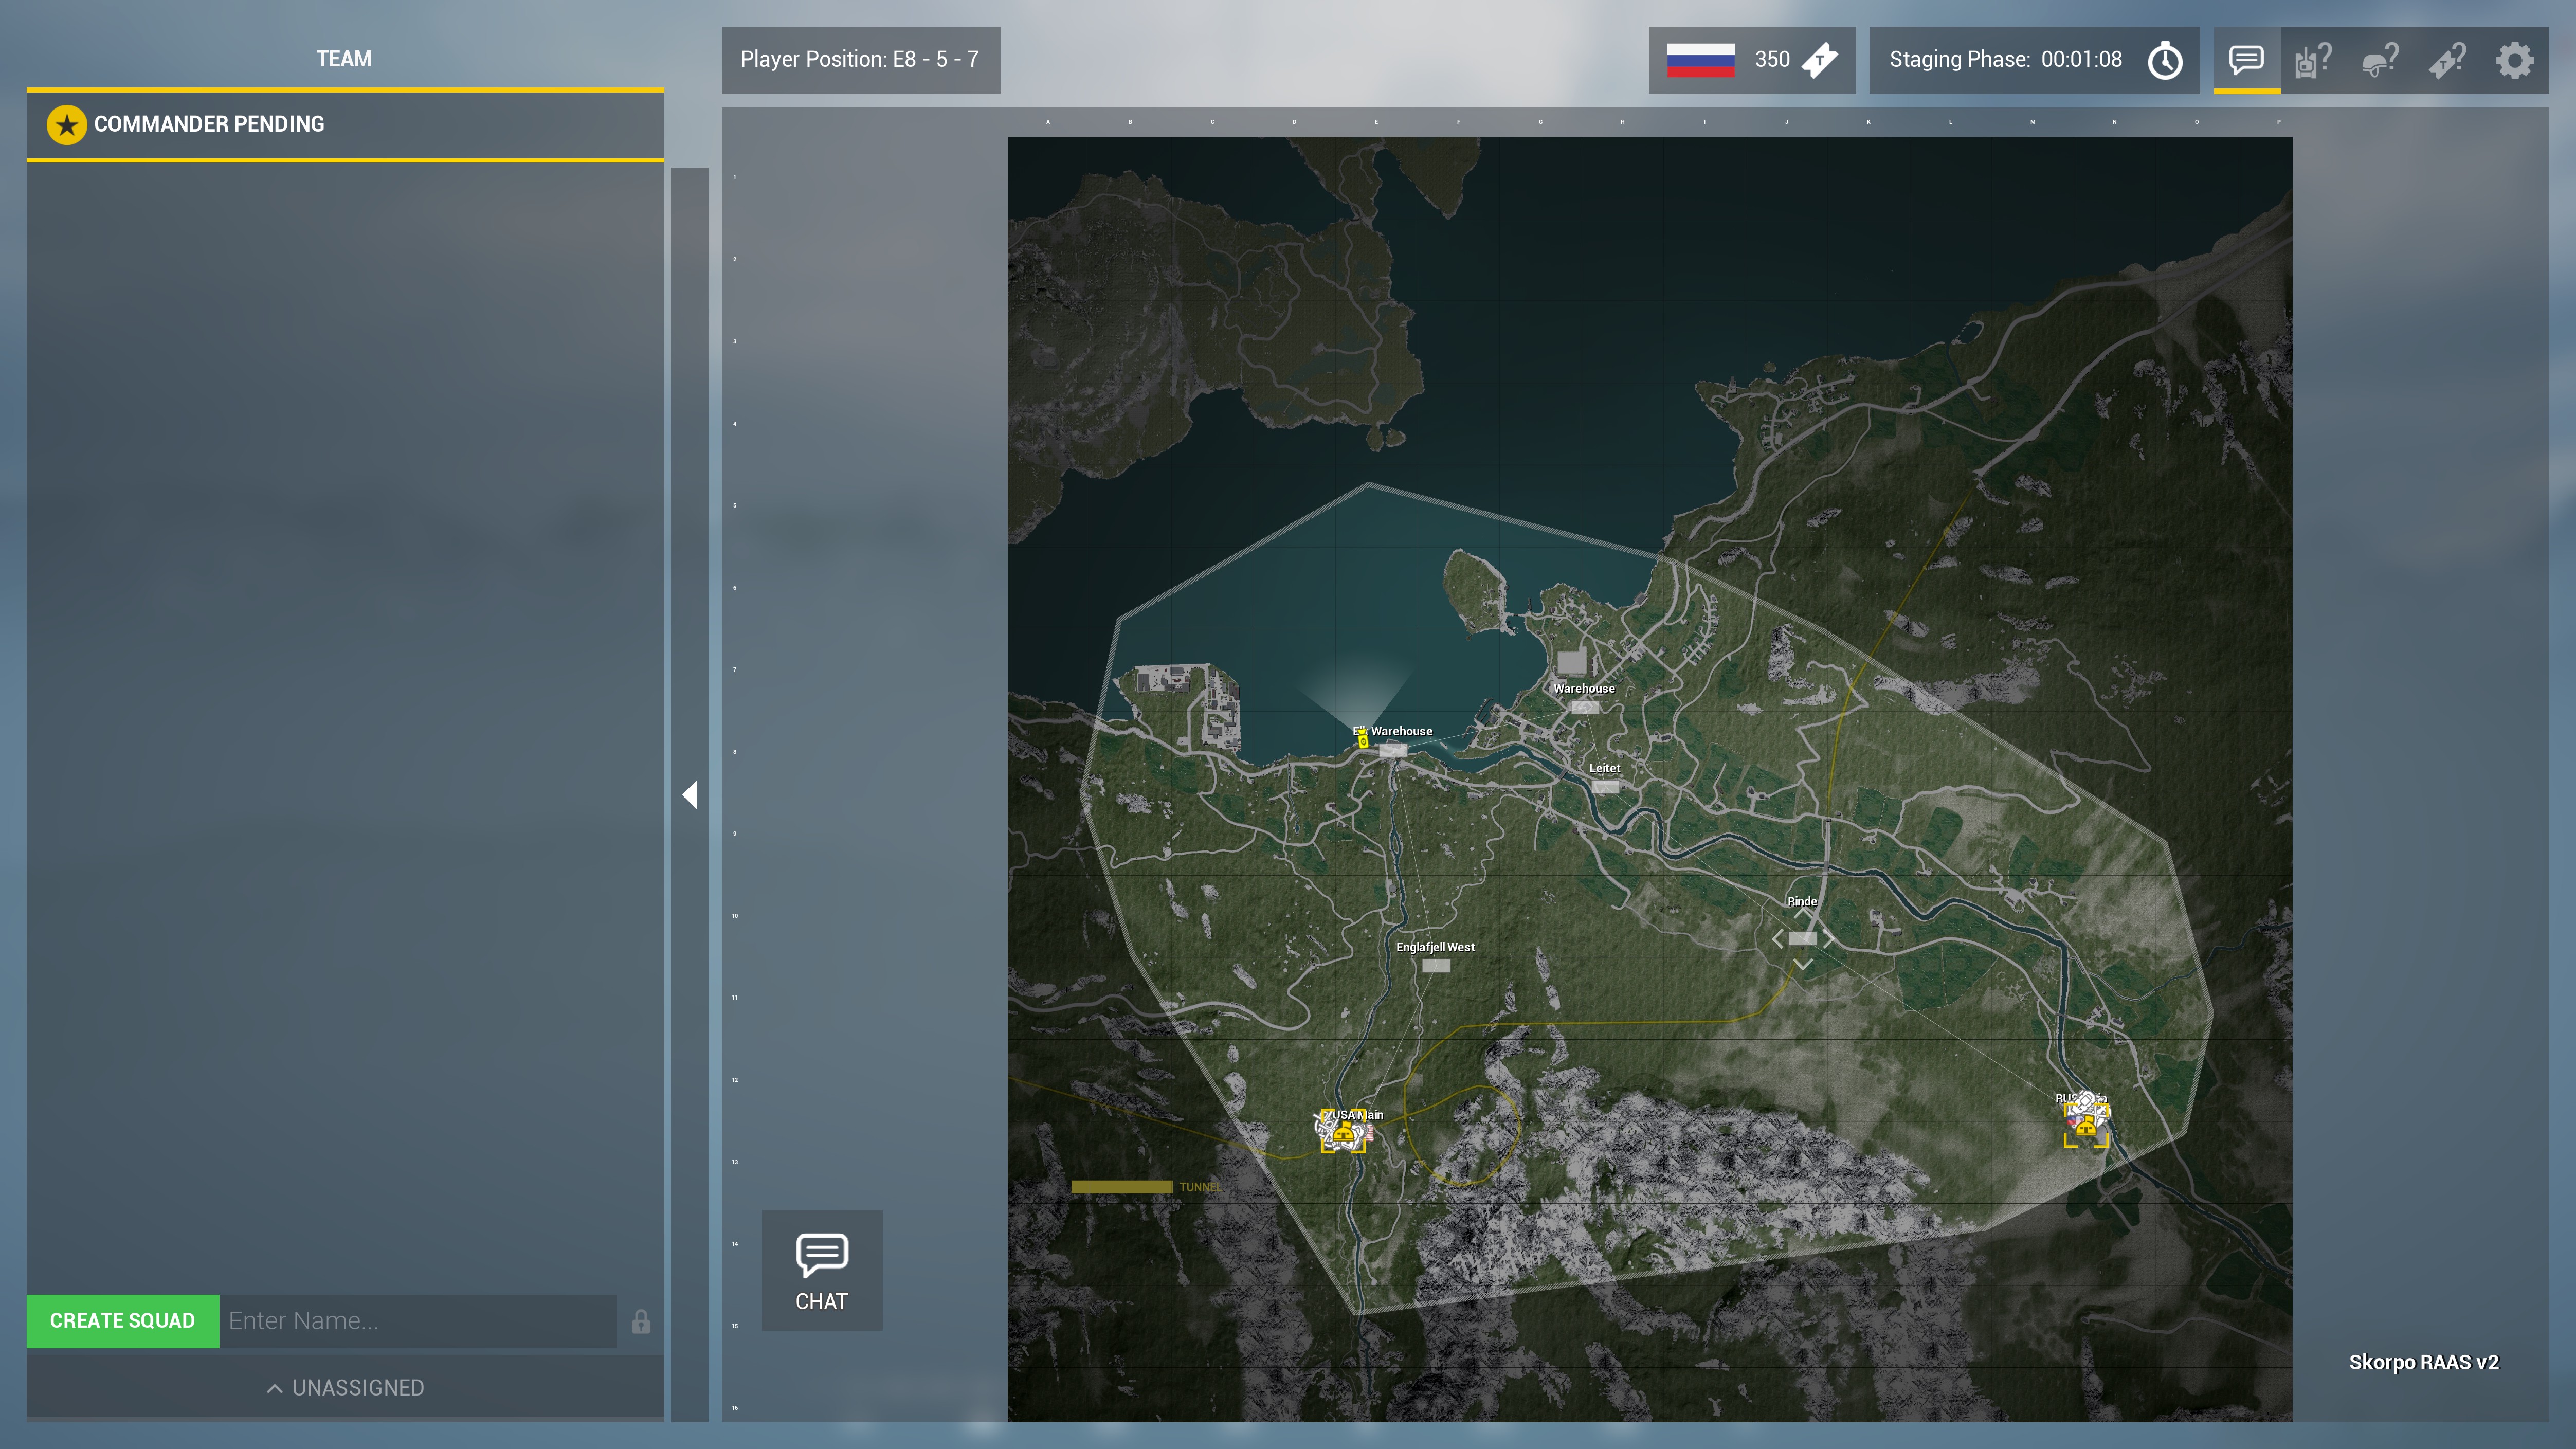 TEAM
Player Position: E8 - 5 - 7
350
T
Staging Phase: 00:01:08
COMMANDER PENDING
A B C D E F G H I J K L M N O P
1
2
3
4
5
6
7
8
9
10
11
12
13
14
15
16
Warehouse
Warehouse
Leitet
Rinde
Englafjell West
USA Main
TUNNEL
CHAT
CREATE SQUAD
Enter Name...
UNASSIGNED
Skorpo RAAS v2